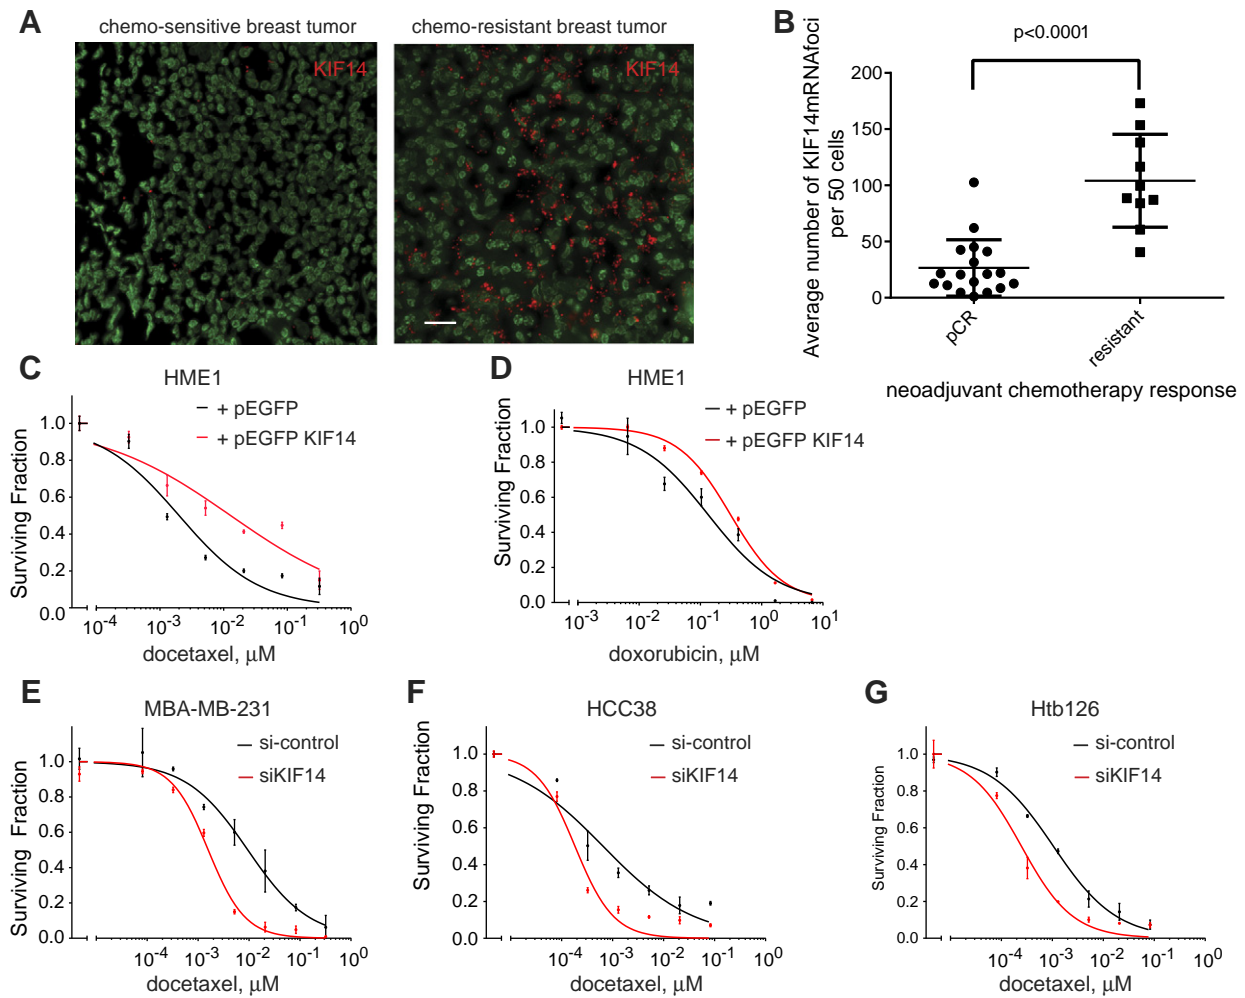 A
chemo-sensitive breast tumor
chemo-resistant breast tumor
KIF14
KIF14
B
p<0.0001
Average number of KIF14mRNAfoci
per 50 cells
200
150
100
50
0
pCR
resistant
neoadjuvant chemotherapy response
C
HME1
+ pEGFP
+ pEGFP KIF14
Surviving Fraction
1.0
0.8
0.6
0.4
0.2
0.0
10-4 10-3 10-2 10-1 100
docetaxel, μM
D
HME1
+ pEGFP
+ pEGFP KIF14
Surviving Fraction
1.0
0.8
0.6
0.4
0.2
0.0
10-3 10-2 10-1 100 101
doxorubicin, μM
E
MBA-MB-231
si-control
siKIF14
Surviving Fraction
1.0
0.8
0.6
0.4
0.2
0.0
10-4 10-3 10-2 10-1 100
docetaxel, μM
F
HCC38
si-control
siKIF14
Surviving Fraction
1.0
0.8
0.6
0.4
0.2
0.0
10-4 10-3 10-2 10-1 100
docetaxel, μM
G
Htb126
si-control
siKIF14
Surviving Fraction
1.0
0.8
0.6
0.4
0.2
0.0
10-4 10-3 10-2 10-1 100
docetaxel, μM